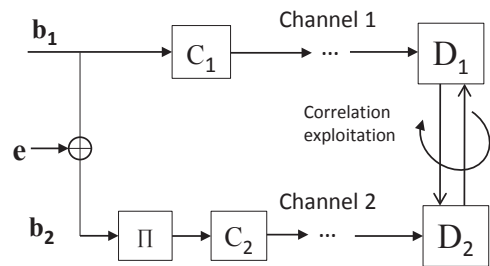 b1
C1
Channel 1
...
D1
Correlation
exploitation
e
b2
Π
C2
Channel 2
...
D2